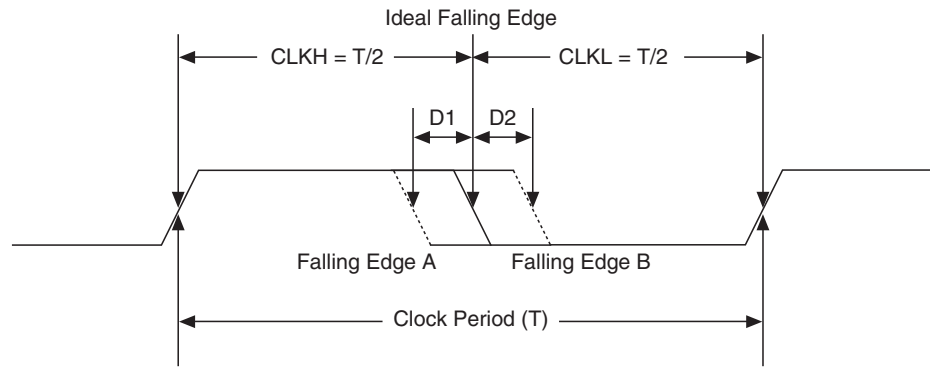 Ideal Falling Edge
CLKH = T/2
CLKL = T/2
D1
D2
Falling Edge A
Falling Edge B
Clock Period (T)